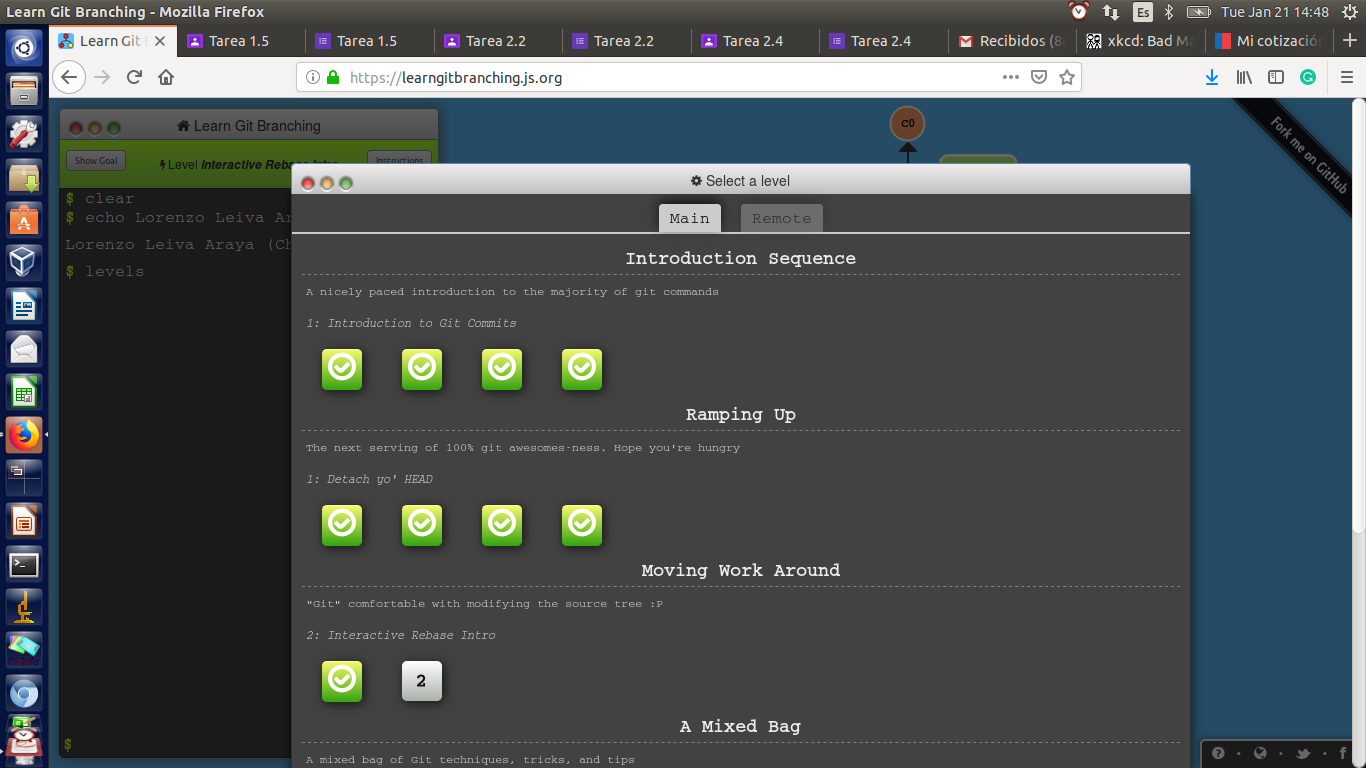 Learn Git Branching - Mozilla Firefox
Es
Tue Jan 21 14:48
Learn Git
Tarea 1.5
Tarea 1.5
Tarea 2.2
Tarea 2.2
Tarea 2.4
Tarea 2.4
Recibidos (8
xkcd: Bad Ma
Mi cotizació
https://learngitbranching.js.org
Learn Git Branching
Show Goal
Level Interactive Rebase Intro
Instructions
$ clear
$ echo Lorenzo Leiva Ar
Lorenzo Leiva Araya (Ch
$ levels
$
C0
Fork me on GitHub
Select a level
Main
Remote
Introduction Sequence
A nicely paced introduction to the majority of git commands
1: Introduction to Git Commits
Ramping Up
The next serving of 100% git awesomes-ness. Hope you're hungry
1: Detach yo' HEAD
Moving Work Around
"Git" comfortable with modifying the source tree :P
2: Interactive Rebase Intro
2
A Mixed Bag
A mixed bag of Git techniques, tricks, and tips